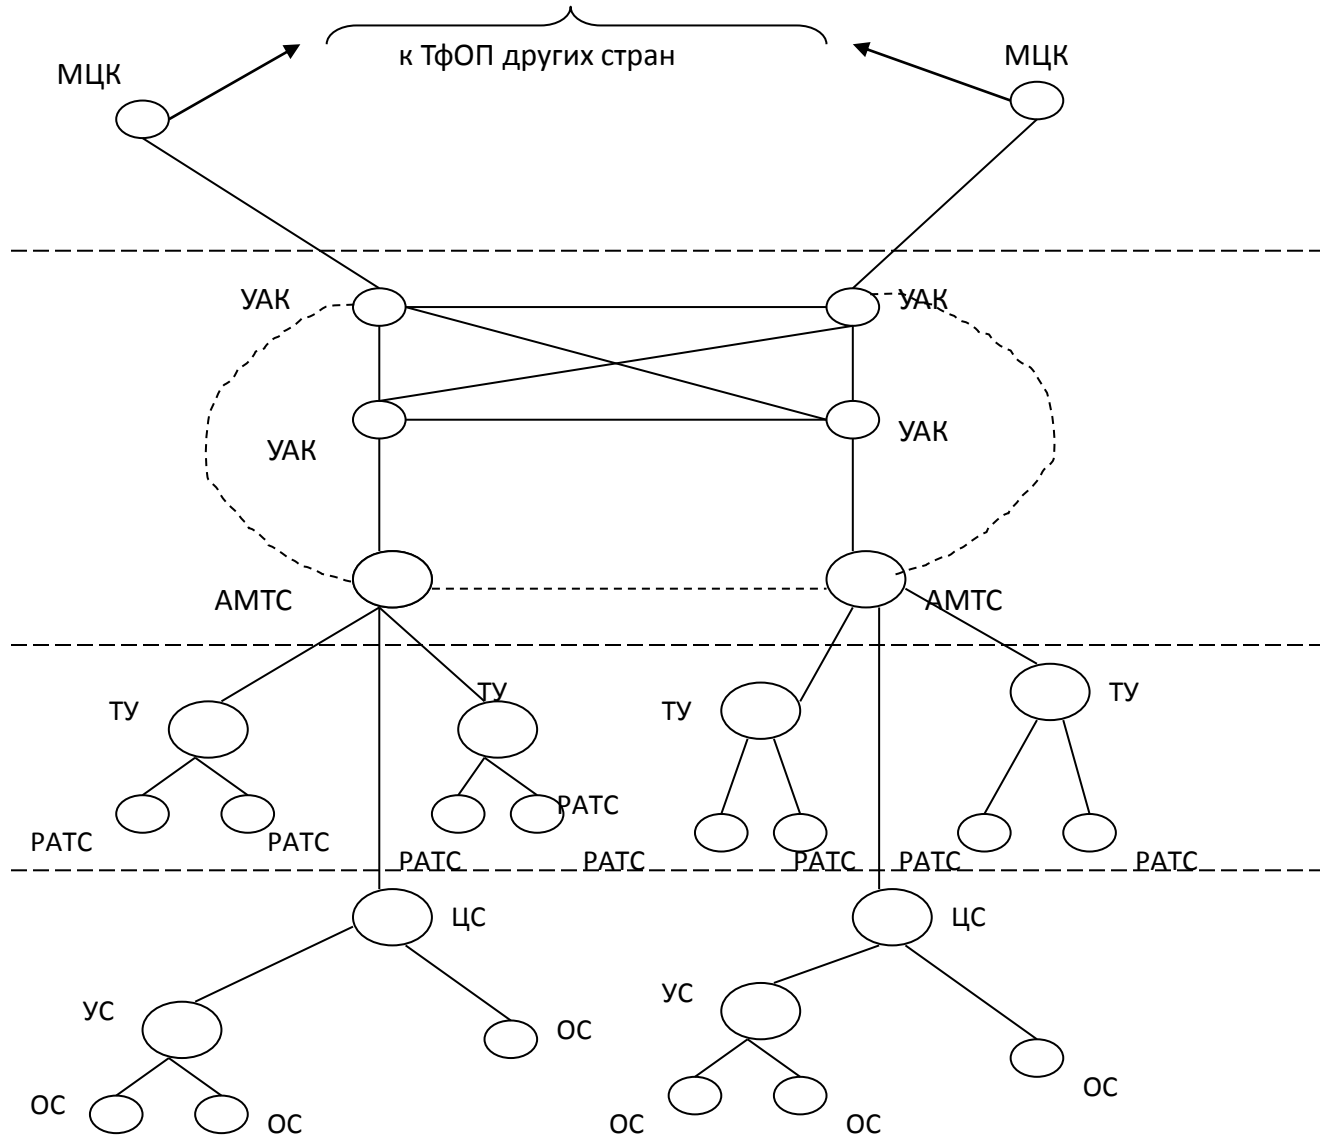 к ТфОП других стран
МЦК
МЦК
УАК
УАК
УАК
УАК
АМТС
АМТС
ТУ
ТУ
ТУ
ТУ
РАТС
РАТС
РАТС
РАТС
РАТС
РАТС
РАТС
РАТС
ЦС
ЦС
УС
УС
ОС
ОС
ОС
ОС
ОС
ОС